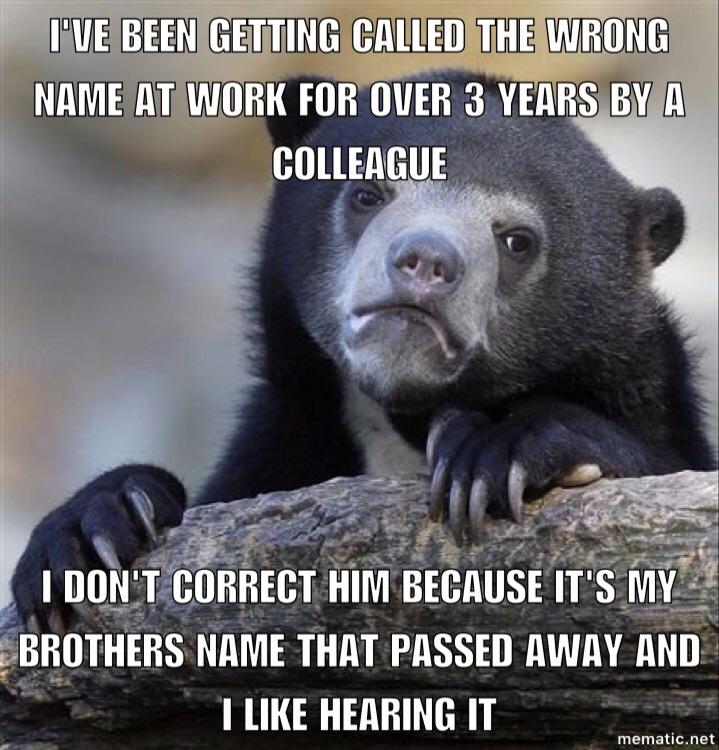 I'VE BEEN GETTING CALLED THE WRONG
NAME AT WORK FOR OVER 3 YEARS BY A
COLLEAGUE
I DON'T CORRECT HIM BECAUSE IT'S MY
BROTHERS NAME THAT PASSED AWAY AND
I LIKE HEARING IT
mematic.net